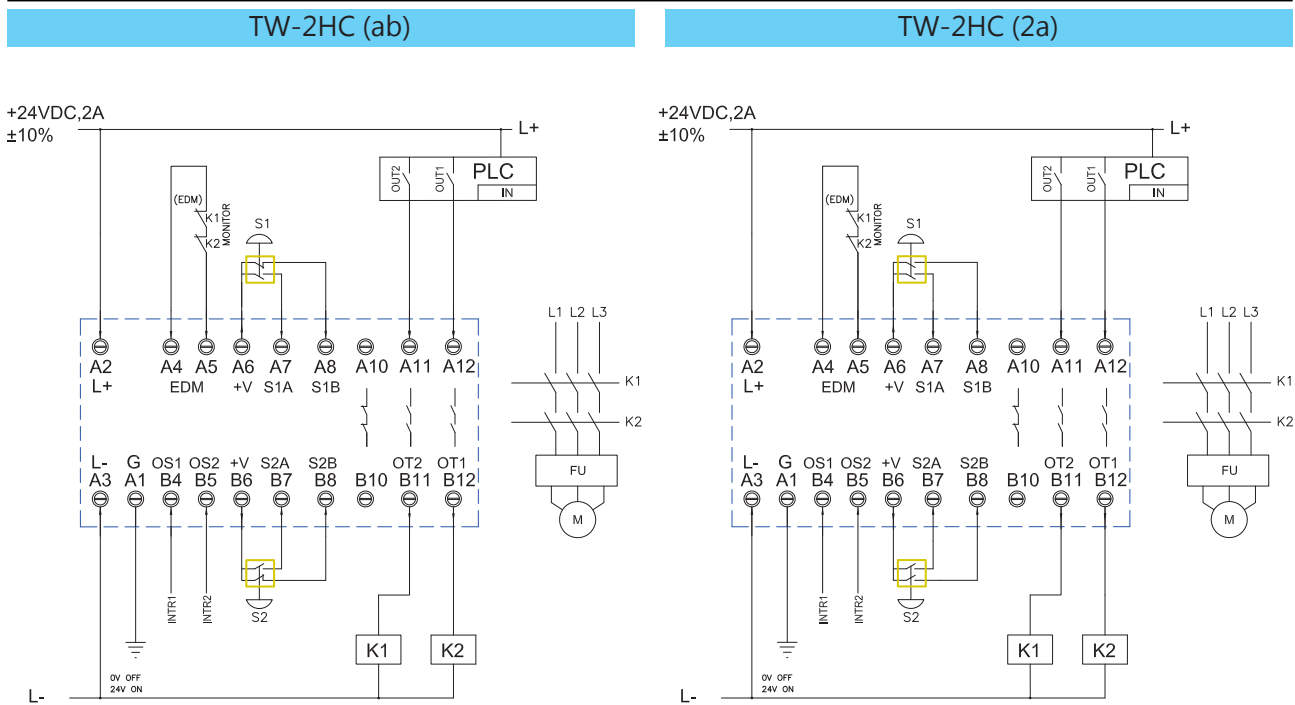 TW-2HC (ab)
+24VDC,2A
±10%
L+
OUT2
OUT1
PLC
IN
(EDM)
K1
K2
MONITOR
S1
A2 A4 A5 A6 A7 A8 A10 A11 A12
L+ EDM +V S1A S1B
L- G OS1 OS2 +V S2A S2B OT2 OT1
A3 A1 B4 B5 B6 B7 B8 B10 B11 B12
INTR1
INTR2
S2
K1
K2
0V OFF
24V ON
L-
L1 L2 L3
K1
K2
FU
M
TW-2HC (2a)
+24VDC,2A
±10%
L+
OUT2
OUT1
PLC
IN
(EDM)
K1
K2
MONITOR
S1
A2 A4 A5 A6 A7 A8 A10 A11 A12
L+ EDM +V S1A S1B
L- G OS1 OS2 +V S2A S2B OT2 OT1
A3 A1 B4 B5 B6 B7 B8 B10 B11 B12
INTR1
INTR2
S2
K1
K2
0V OFF
24V ON
L-
L1 L2 L3
K1
K2
FU
M